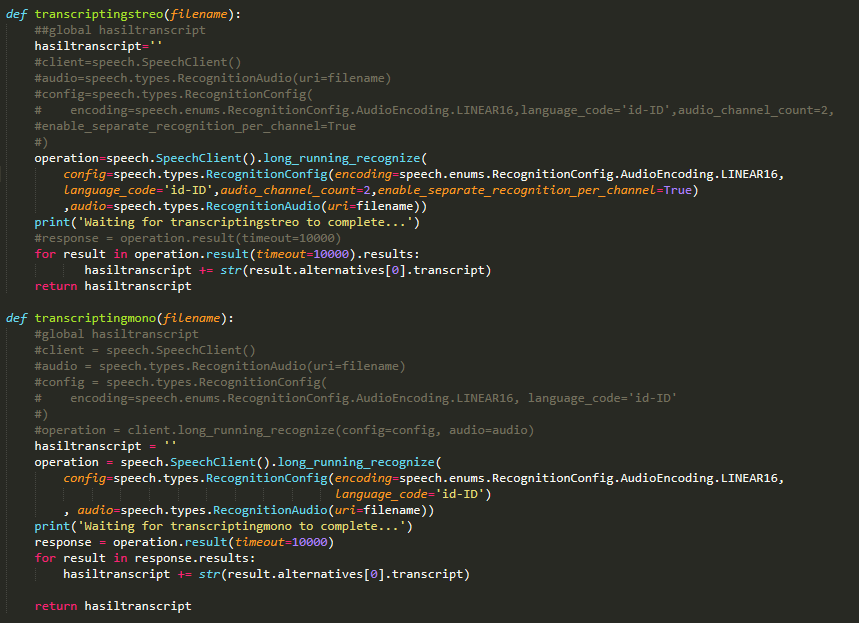 def transcriptingstreo(filename):
    ##global hasiltranscript
    hasiltranscript=''
    #client=speech.SpeechClient()
    #audio=speech.types.RecognitionAudio(uri=filename)
    #config=speech.types.RecognitionConfig(
    #    encoding=speech.enums.RecognitionConfig.AudioEncoding.LINEAR16,language_code='id-ID',audio_channel_count=2,
    #enable_separate_recognition_per_channel=True
    #)
    operation=speech.SpeechClient().long_running_recognize(
        config=speech.types.RecognitionConfig(encoding=speech.enums.RecognitionConfig.AudioEncoding.LINEAR16,
        language_code='id-ID',audio_channel_count=2,enable_separate_recognition_per_channel=True)
        ,audio=speech.types.RecognitionAudio(uri=filename))
    print('Waiting for transcriptingstreo to complete...')
    #response = operation.result(timeout=10000)
    for result in operation.result(timeout=10000).results:
           hasiltranscript += str(result.alternatives[0].transcript)
    return hasiltranscript

def transcriptingmono(filename):
    #global hasiltranscript
    #client = speech.SpeechClient()
    #audio = speech.types.RecognitionAudio(uri=filename)
    #config = speech.types.RecognitionConfig(
    #    encoding=speech.enums.RecognitionConfig.AudioEncoding.LINEAR16, language_code='id-ID'
    #)
    #operation = client.long_running_recognize(config=config, audio=audio)
    hasiltranscript = ''
    operation = speech.SpeechClient().long_running_recognize(
        config=speech.types.RecognitionConfig(encoding=speech.enums.RecognitionConfig.AudioEncoding.LINEAR16,
                                              language_code='id-ID')
        , audio=speech.types.RecognitionAudio(uri=filename))
    print('Waiting for transcriptingmono to complete...')
    response = operation.result(timeout=10000)
    for result in response.results:
        hasiltranscript += str(result.alternatives[0].transcript)

    return hasiltranscript